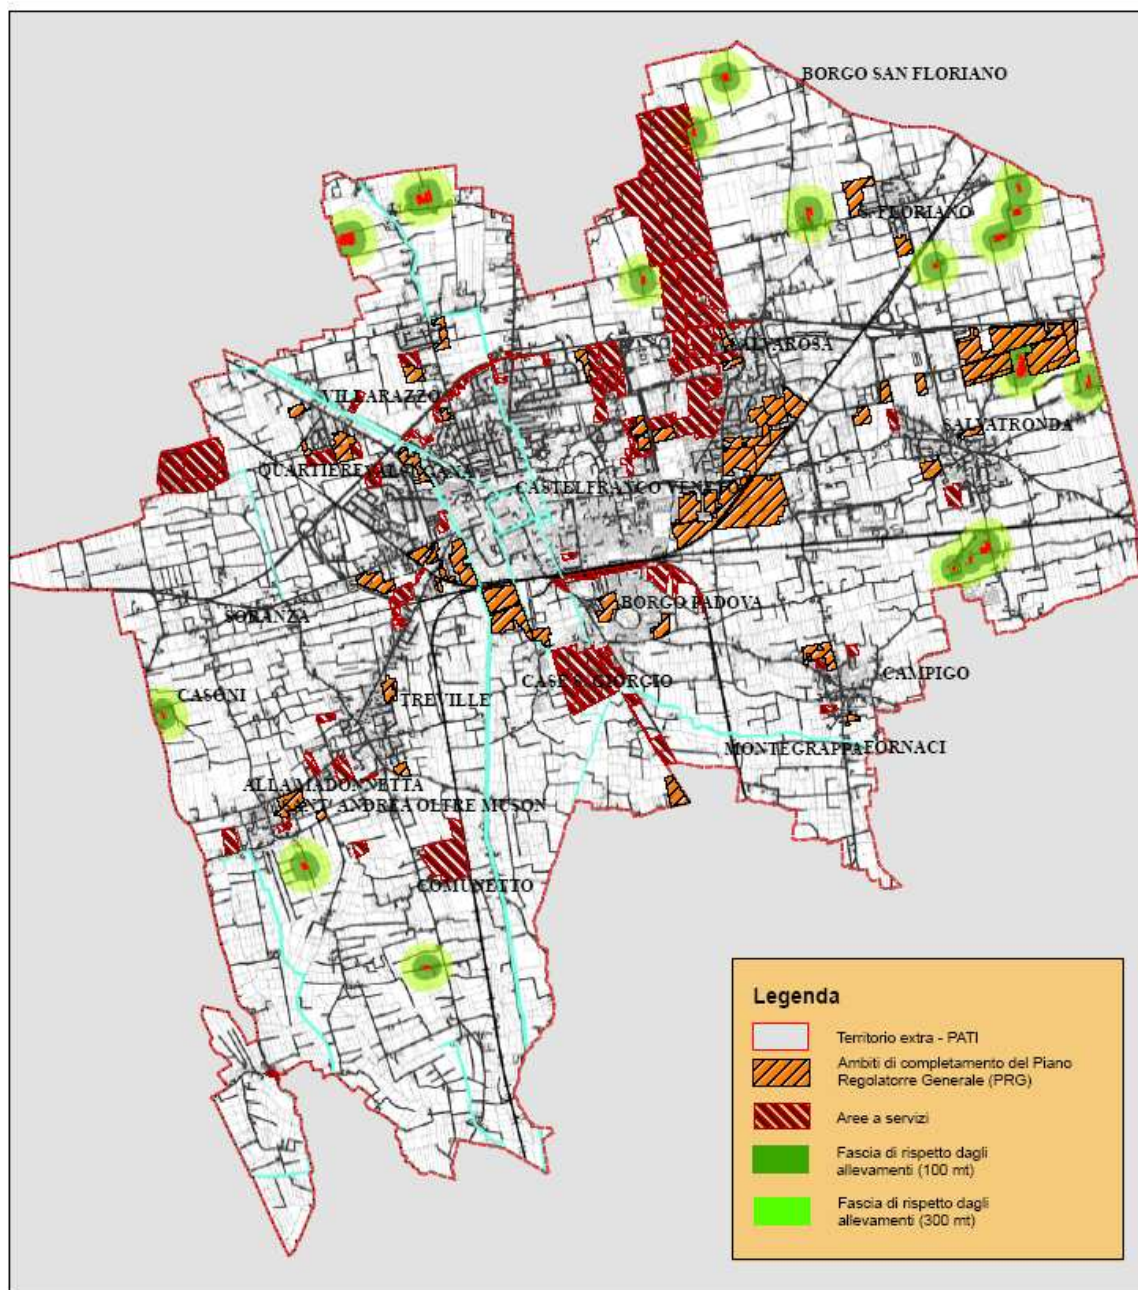 BORGO SAN FLORIANO
S. FLORIANO
SALVAROSA
VILLARAZZO
SALVATRONDA
CASTELFRANCO VENETO
SORANZA
BORGO PADOVA
CASE S. GIORGIO
CAMPIGO
CASONI
TREVILLE
MONTEGRAPPA
FORNACI
ALLA MADONNETTA
SANT' ANDREA OLTRE MUSON
COMUNETTO
Legenda
Territorio extra - PATI
Ambiti di completamento del Piano
Regolatorre Generale (PRG)
Aree a servizi
Fascia di rispetto dagli
allevamenti (100 mt)
Fascia di rispetto dagli
allevamenti (300 mt)